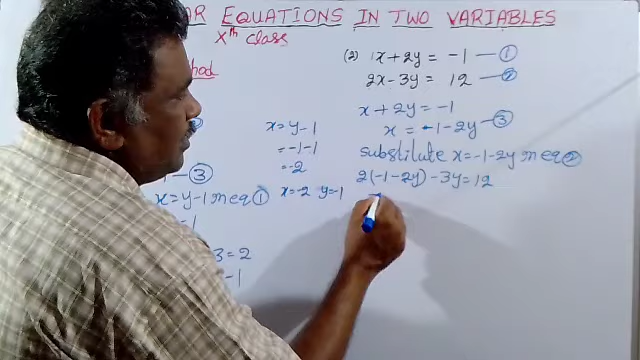 AR EQUATIONS IN TWO VARIABLES
Xth class
hod
x = y - 1
= -1 - 1
= -2
- ③
x = y - 1 in eq ①
x = -2 y = -1
= 1
3 = 2
- 1
(2) 1x + 2y = -1 — ①
2x - 3y = 12 — ②
x + 2y = -1
x = -1 - 2y — ③
Substitute x = -1 - 2y in eq ②
2(-1 - 2y) - 3y = 12